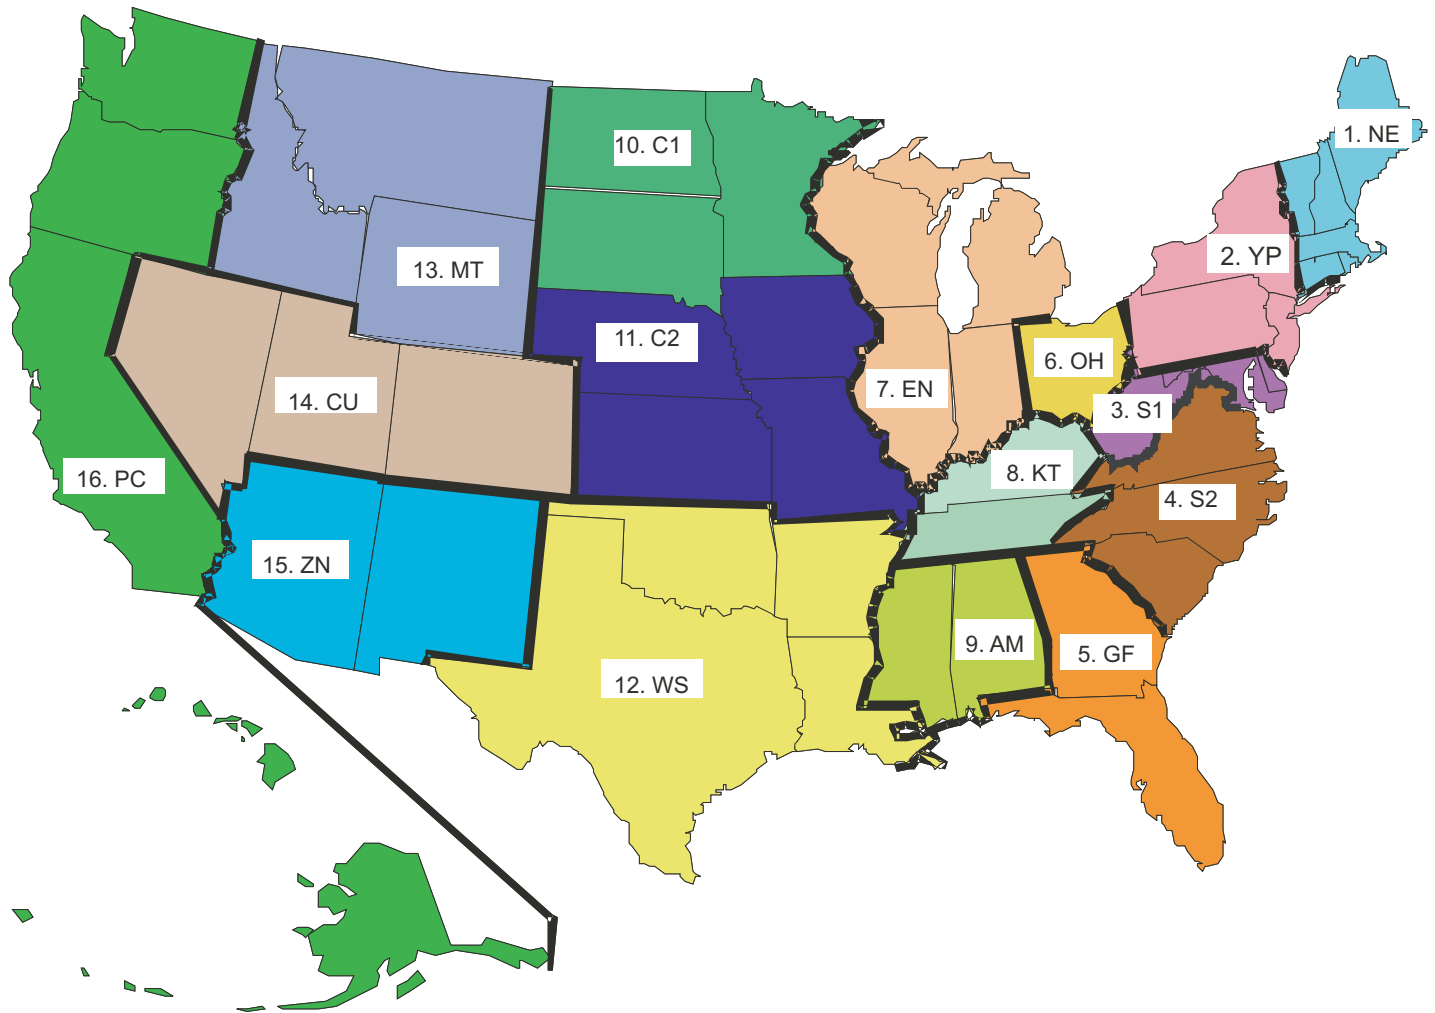 1. NE
10. C1
2. YP
13. MT
11. C2
6. OH
7. EN
14. CU
3. S1
16. PC
8. KT
4. S2
15. ZN
9. AM
5. GF
12. WS